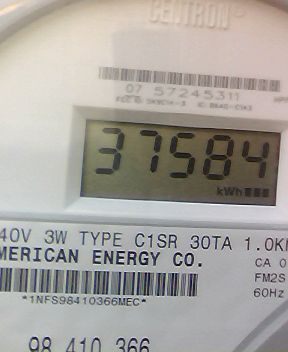 CENTRON
07 57245311
37584
kWh
40V 3W TYPE C1SR 30TA 1.0K
MERICAN ENERGY CO.
CA 0
FM2S
60Hz
*1NFS98410366MEC*
98 410 366